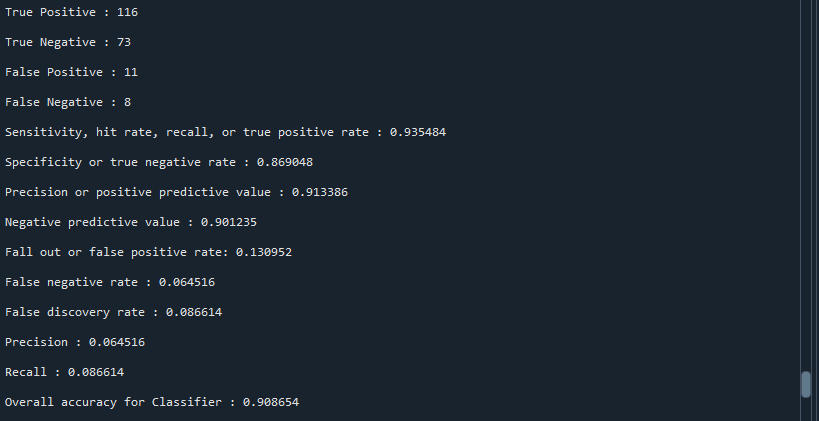 True Positive : 116
True Negative : 73
False Positive : 11
False Negative : 8
Sensitivity, hit rate, recall, or true positive rate : 0.935484
Specificity or true negative rate : 0.869048
Precision or positive predictive value : 0.913386
Negative predictive value : 0.901235
Fall out or false positive rate: 0.130952
False negative rate : 0.064516
False discovery rate : 0.086614
Precision : 0.064516
Recall : 0.086614
Overall accuracy for Classifier : 0.908654